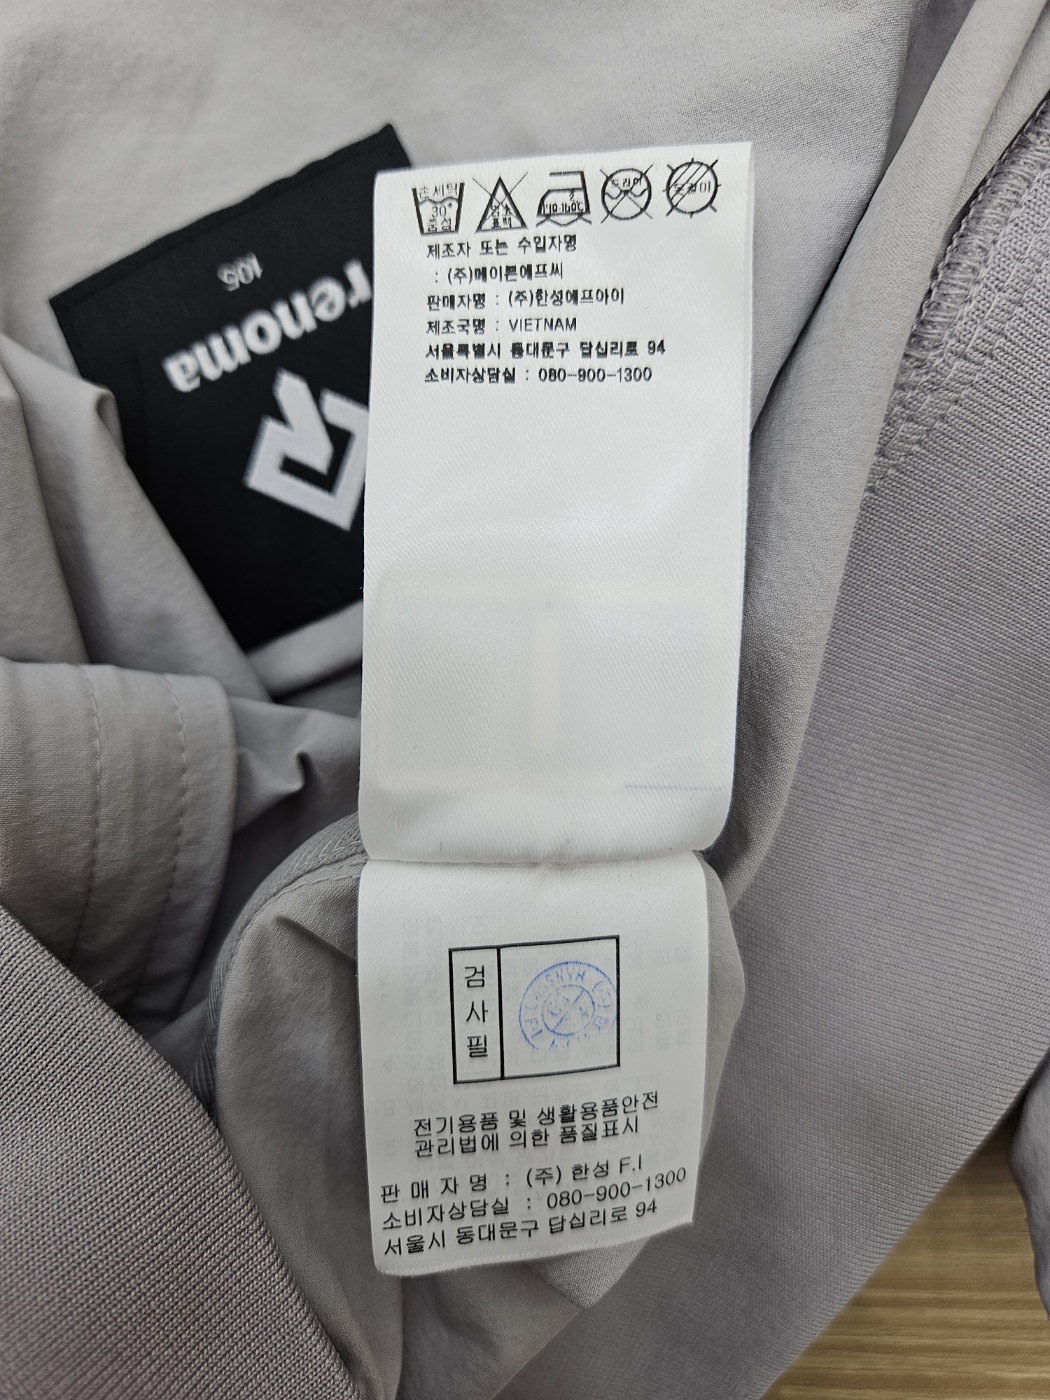 105
renoma
손세탁
30°
중성
염소
표백
140-160℃
드라이
드라이
제조자 또는 수입자명
: (주)메이븐에프씨
판매자명 : (주)한성에프아이
제조국명 : VIETNAM
서울특별시 동대문구 답십리로 94
소비자상담실 : 080-900-1300
검
사
필
전기용품 및 생활용품안전
관리법에 의한 품질표시
판 매 자 명 : (주) 한성 F.I
소비자상담실 : 080-900-1300
서울시 동대문구 답십리로 94